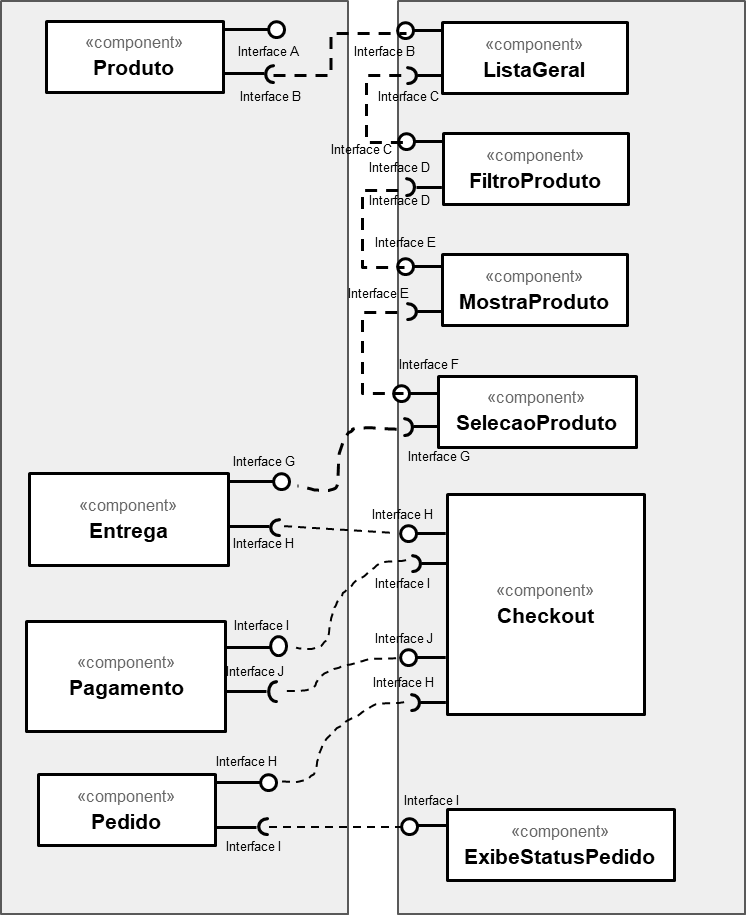 «component»
Produto
Interface A
Interface B
Interface B
«component»
ListaGeral
Interface C
Interface C
«component»
FiltroProduto
Interface D
Interface D
Interface E
«component»
MostraProduto
Interface E
Interface F
«component»
SelecaoProduto
Interface G
Interface G
«component»
Entrega
Interface H
Interface H
«component»
Checkout
Interface I
Interface I
«component»
Pagamento
Interface J
Interface J
Interface H
Interface H
«component»
Pedido
Interface I
Interface I
«component»
ExibeStatusPedido